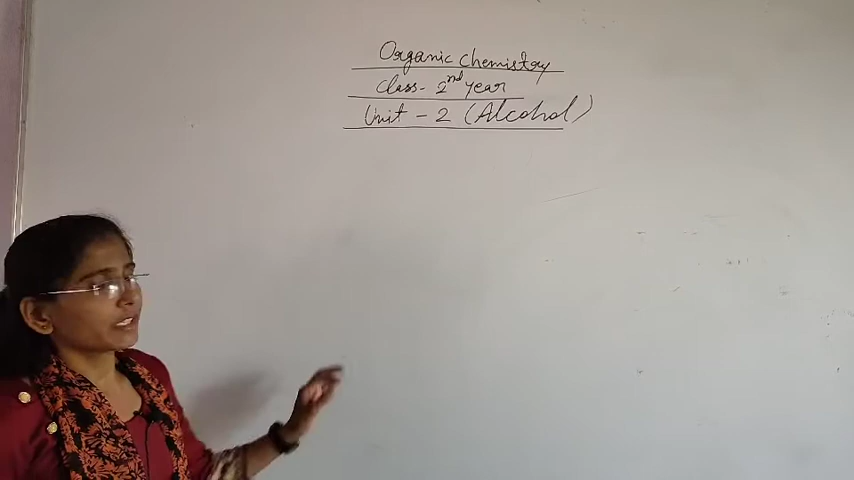 Organic Chemistry
Class- 2nd year
Unit - 2 (Alcohol)